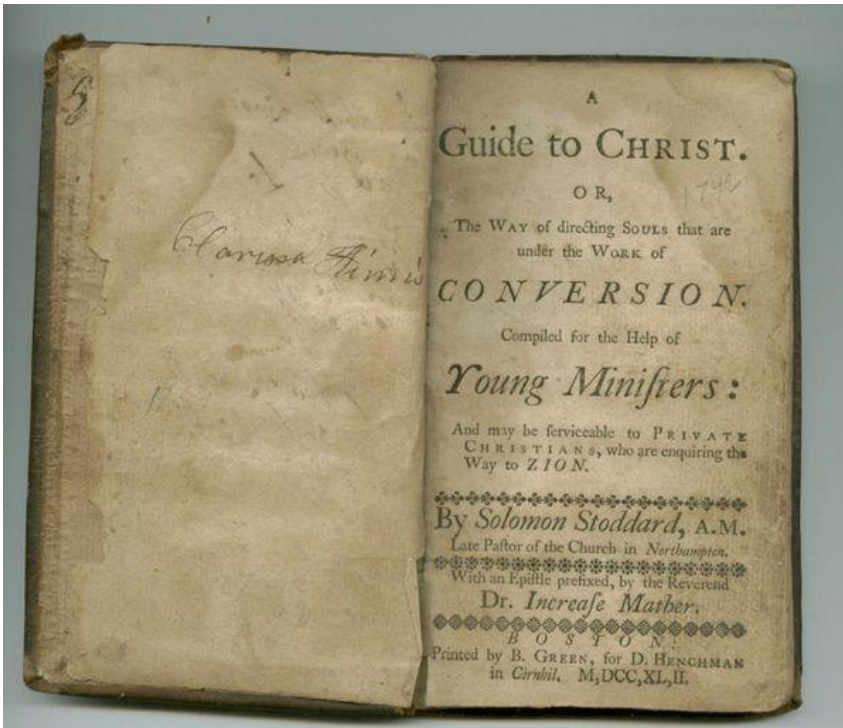 Clarissa
A
Guide to CHRIST.
OR,
1742
The WAY of directing SOULS that are
under the WORK of
CONVERSION.
Compiled for the Help of
Young Miniſters:
And may be ſerviceable to PRIVATE
CHRISTIANS, who are enquiring the
Way to ZION.
By Solomon Stoddard, A.M.
Late Paſtor of the Church in Northampton.
With an Epiſtle prefixed, by the Reverend
Dr. Increaſe Mather.
BOSTON:
Printed by B. GREEN, for D. HENCHMAN
in Cornhil. M,DCC,XL,II.